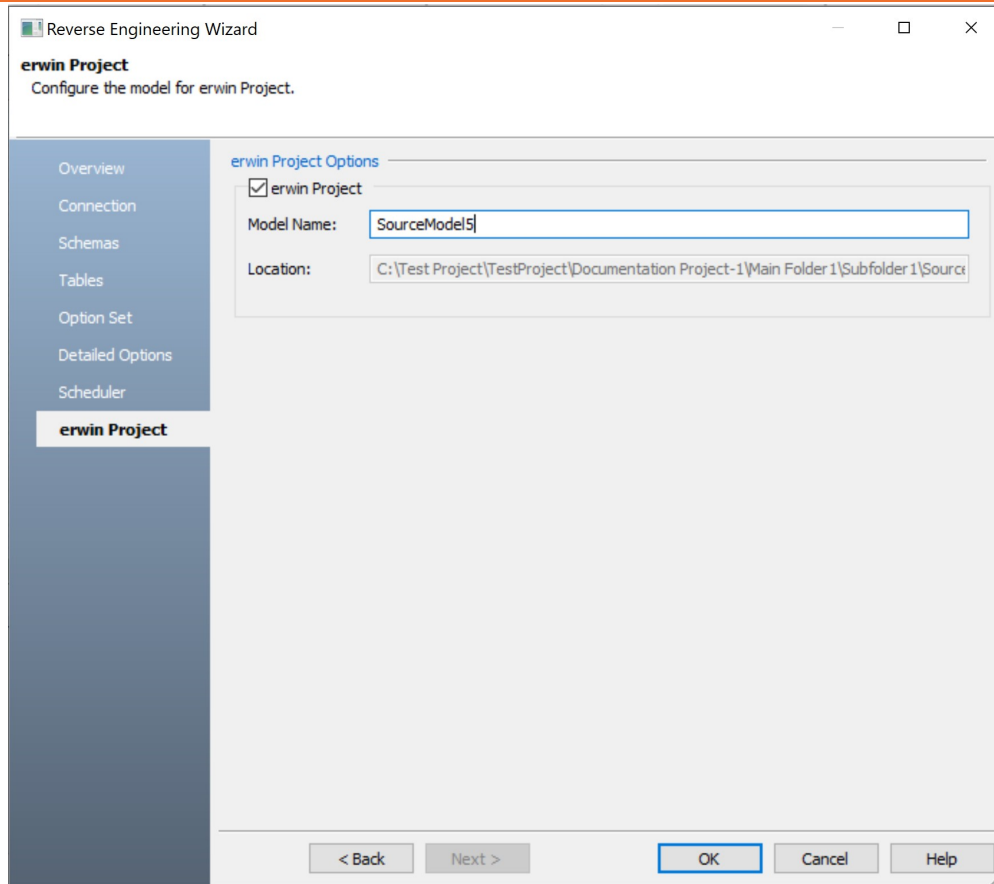 Reverse Engineering Wizard
erwin Project
Configure the model for erwin Project.
Overview
Connection
Schemas
Tables
Option Set
Detailed Options
Scheduler
erwin Project
erwin Project Options
erwin Project
Model Name: SourceModel5
Location: C:\Test Project\TestProject\Documentation Project-1\Main Folder1\Subfolder1\Source
< Back Next > OK Cancel Help